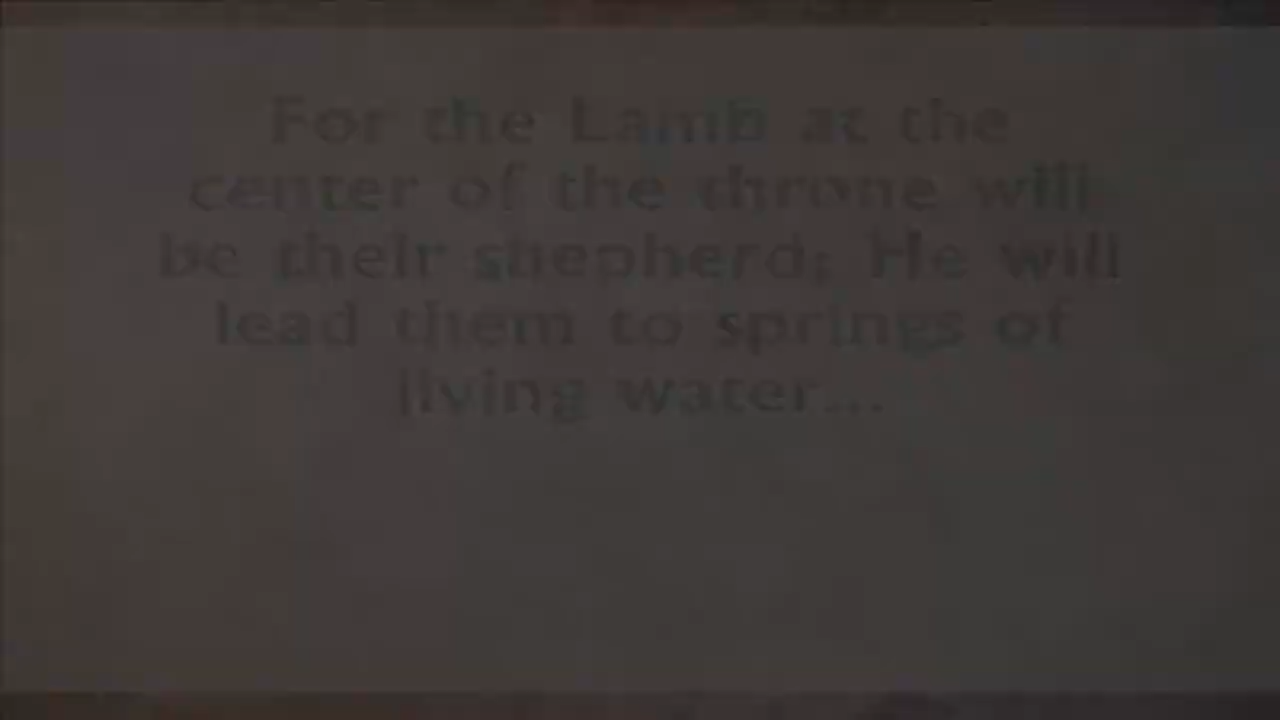 For the Lamb at the
center of the throne will
be their shepherd; He will
lead them to springs of
living water...